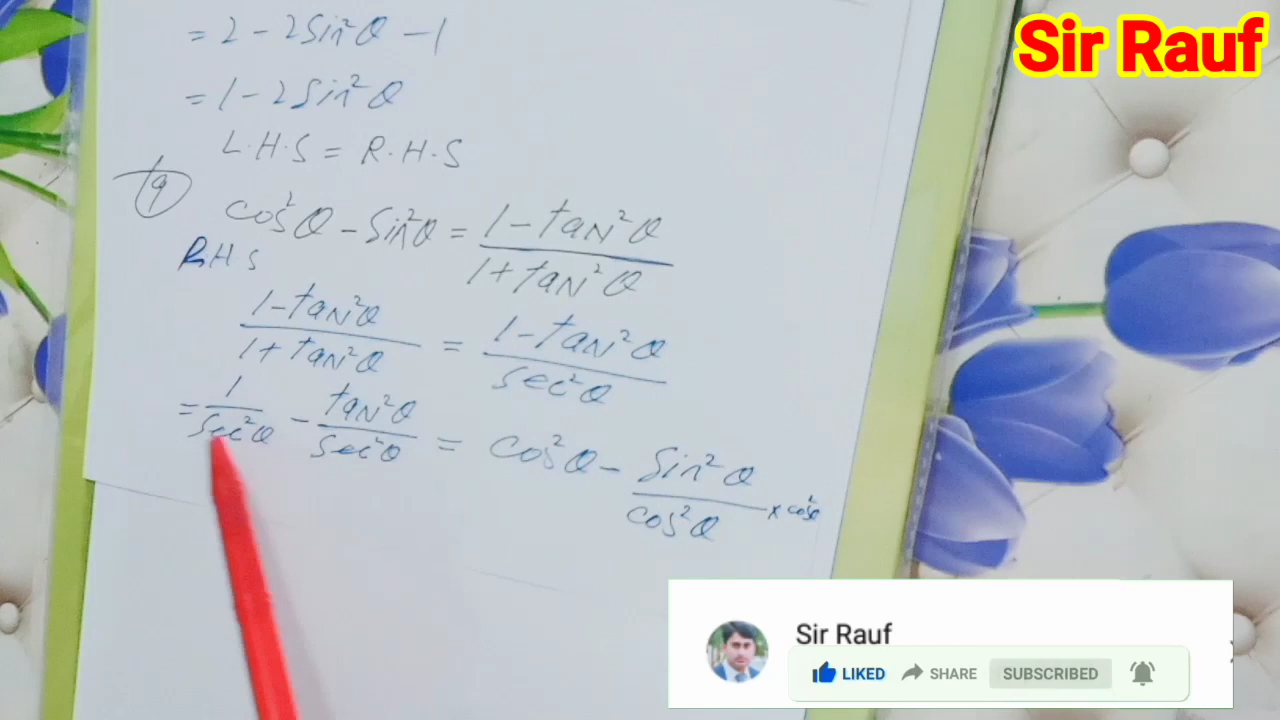 Sir Rauf
= 2 - 2Sin²θ - 1
= 1 - 2Sin²θ
L.H.S = R.H.S
9
cos²θ - Sin²θ = (1 - tan²θ)/(1 + tan²θ)
RHS
(1 - tan²θ)/(1 + tan²θ) = (1 - tan²θ)/(sec²θ)
= 1/(Sec²θ) - (tan²θ)/(Sec²θ) = cos²θ - (Sin²θ)/(cos²θ) × cos²θ
Sir Rauf
LIKED SHARE SUBSCRIBED